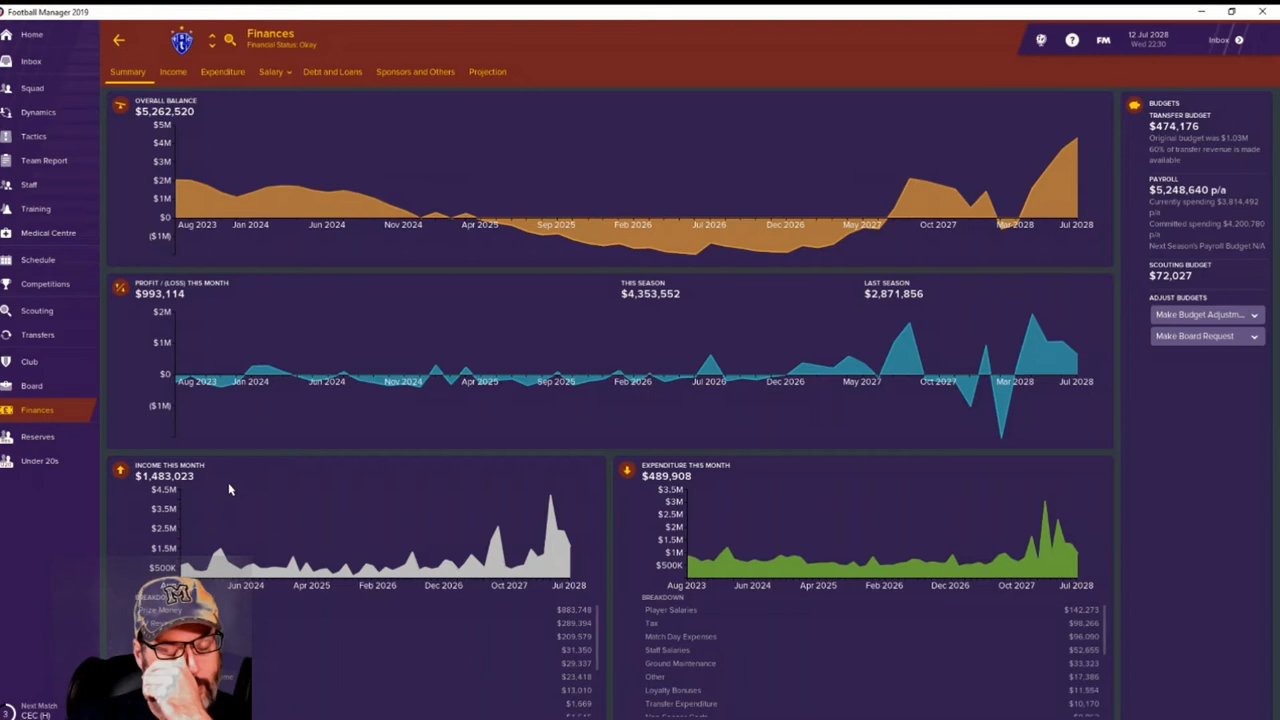 Football Manager 2019
Home
Inbox
Squad
Dynamics
Tactics
Team Report
Staff
Training
Medical Centre
Schedule
Competitions
Scouting
Transfers
Club
Board
Finances
Reserves
Under 20s
Next Match
CEC (H)
Finances
Financial Status: Okay
FM
12 Jul 2028
Wed 22:30
Inbox
Summary Income Expenditure Salary Debt and Loans Sponsors and Others Projection
OVERALL BALANCE
$5,262,520
$5M
$4M
$3M
$2M
$1M
$0
($1M)
Aug 2023 Jan 2024 Jun 2024 Nov 2024 Apr 2025 Sep 2025 Feb 2026 Jul 2026 Dec 2026 May 2027 Oct 2027 Mar 2028 Jul 2028
PROFIT / (LOSS) THIS MONTH
$993,114
THIS SEASON
$4,353,552
LAST SEASON
$2,871,856
$2M
$1M
$0
($1M)
Aug 2023 Jan 2024 Jun 2024 Nov 2024 Apr 2025 Sep 2025 Feb 2026 Jul 2026 Dec 2026 May 2027 Oct 2027 Mar 2028 Jul 2028
INCOME THIS MONTH
$1,483,023
$4.5M
$3.5M
$2.5M
$1.5M
$500K
Jun 2024 Apr 2025 Feb 2026 Dec 2026 Oct 2027 Jul 2028
BREAKDOWN
Prize Money $883,748
$289,394
$209,579
$31,350
$29,337
$23,418
$13,010
$1,669
M
EXPENDITURE THIS MONTH
$489,908
$3.5M
$3M
$2.5M
$2M
$1.5M
$1M
$500K
Aug 2023 Jun 2024 Apr 2025 Feb 2026 Dec 2026 Oct 2027 Jul 2028
BREAKDOWN
Player Salaries $142,273
Tax $98,266
Match Day Expenses $96,090
Staff Salaries $52,655
Ground Maintenance $33,323
Other $17,386
Loyalty Bonuses $11,554
Transfer Expenditure $10,170
BUDGETS
TRANSFER BUDGET
$474,176
Original budget was $1.03M
60% of transfer revenue is made
available
PAYROLL
$5,248,640 p/a
Currently spending $3,814,492
p/a
Committed spending $4,200,780
p/a
Next Season's Payroll Budget N/A
SCOUTING BUDGET
$72,027
ADJUST BUDGETS
Make Budget Adjustm...
Make Board Request